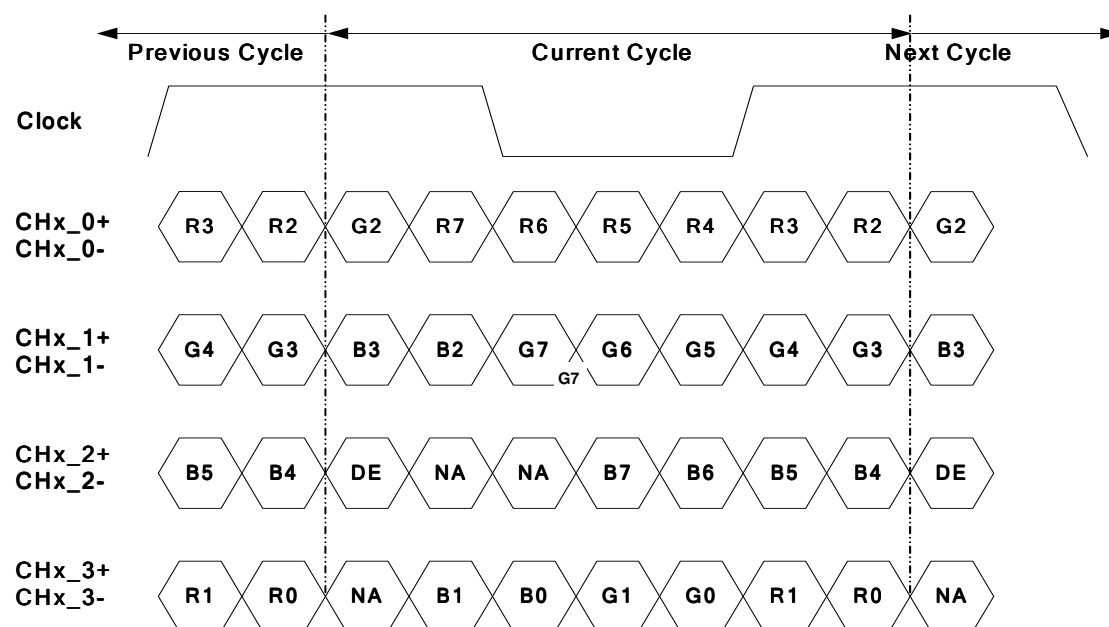 Previous Cycle Current Cycle Next Cycle
Clock
CHx_0+
CHx_0-
R3 R2 G2 R7 R6 R5 R4 R3 R2 G2
CHx_1+
CHx_1-
G4 G3 B3 B2 G7 G6 G5 G4 G3 B3
G7
CHx_2+
CHx_2-
B5 B4 DE NA NA B7 B6 B5 B4 DE
CHx_3+
CHx_3-
R1 R0 NA B1 B0 G1 G0 R1 R0 NA